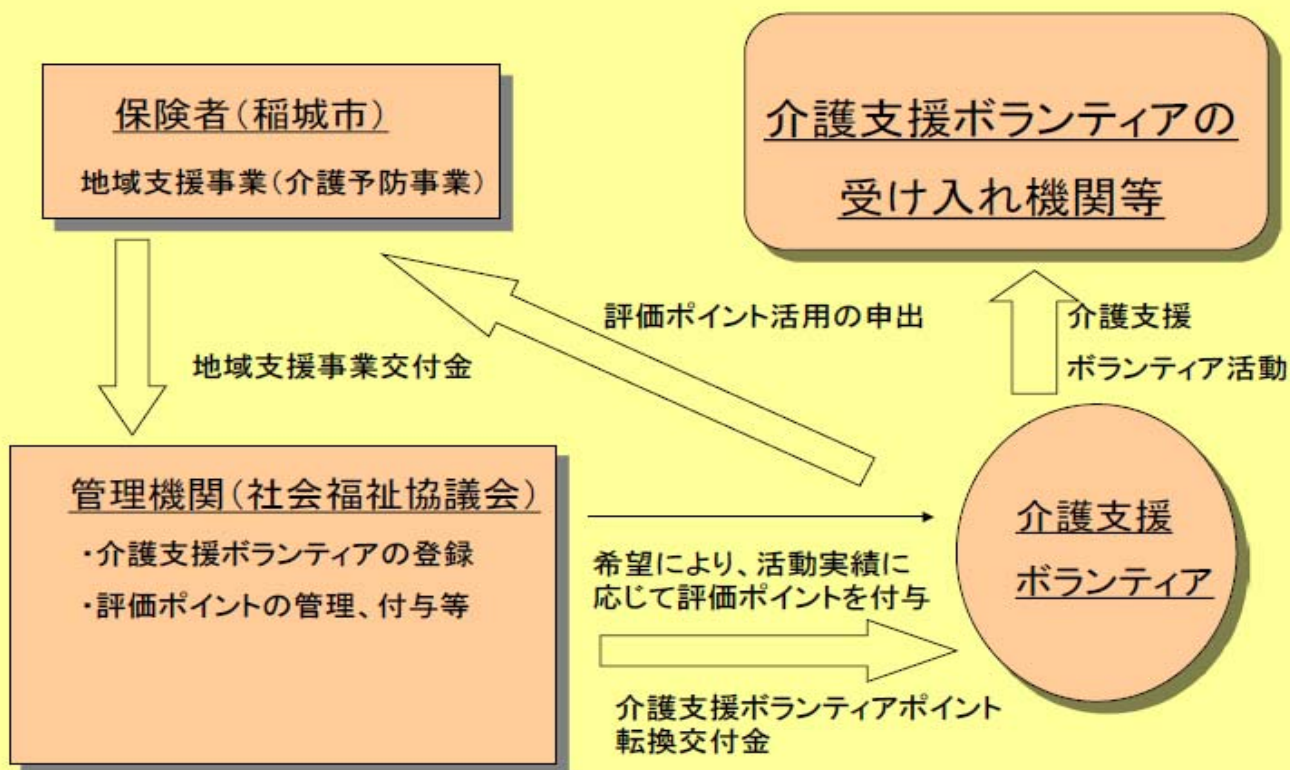 保険者(稲城市)
地域支援事業(介護予防事業)
介護支援ボランティアの
受け入れ機関等
地域支援事業交付金
評価ポイント活用の申出
介護支援
ボランティア活動
管理機関(社会福祉協議会)
・介護支援ボランティアの登録
・評価ポイントの管理、付与等
希望により、活動実績に
応じて評価ポイントを付与
介護支援ボランティアポイント
転換交付金
介護支援
ボランティア